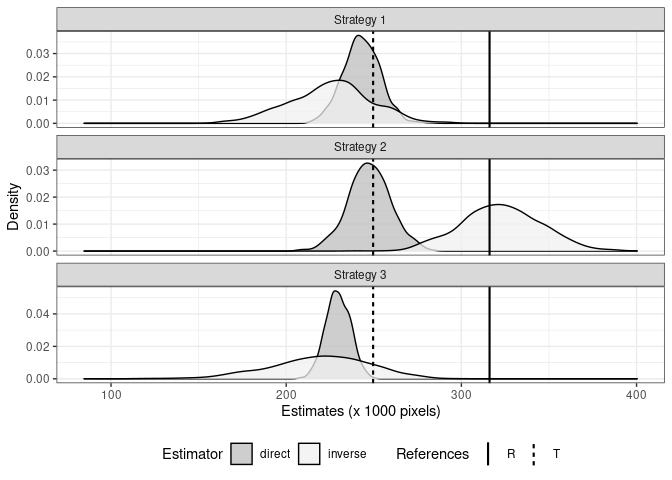 Strategy 1
0.03
0.02
0.01
0.00
Strategy 2
0.03
0.02
0.01
0.00
Strategy 3
0.04
0.02
0.00
Density
100 200 300 400
Estimates (x 1000 pixels)
Estimator direct inverse References R T